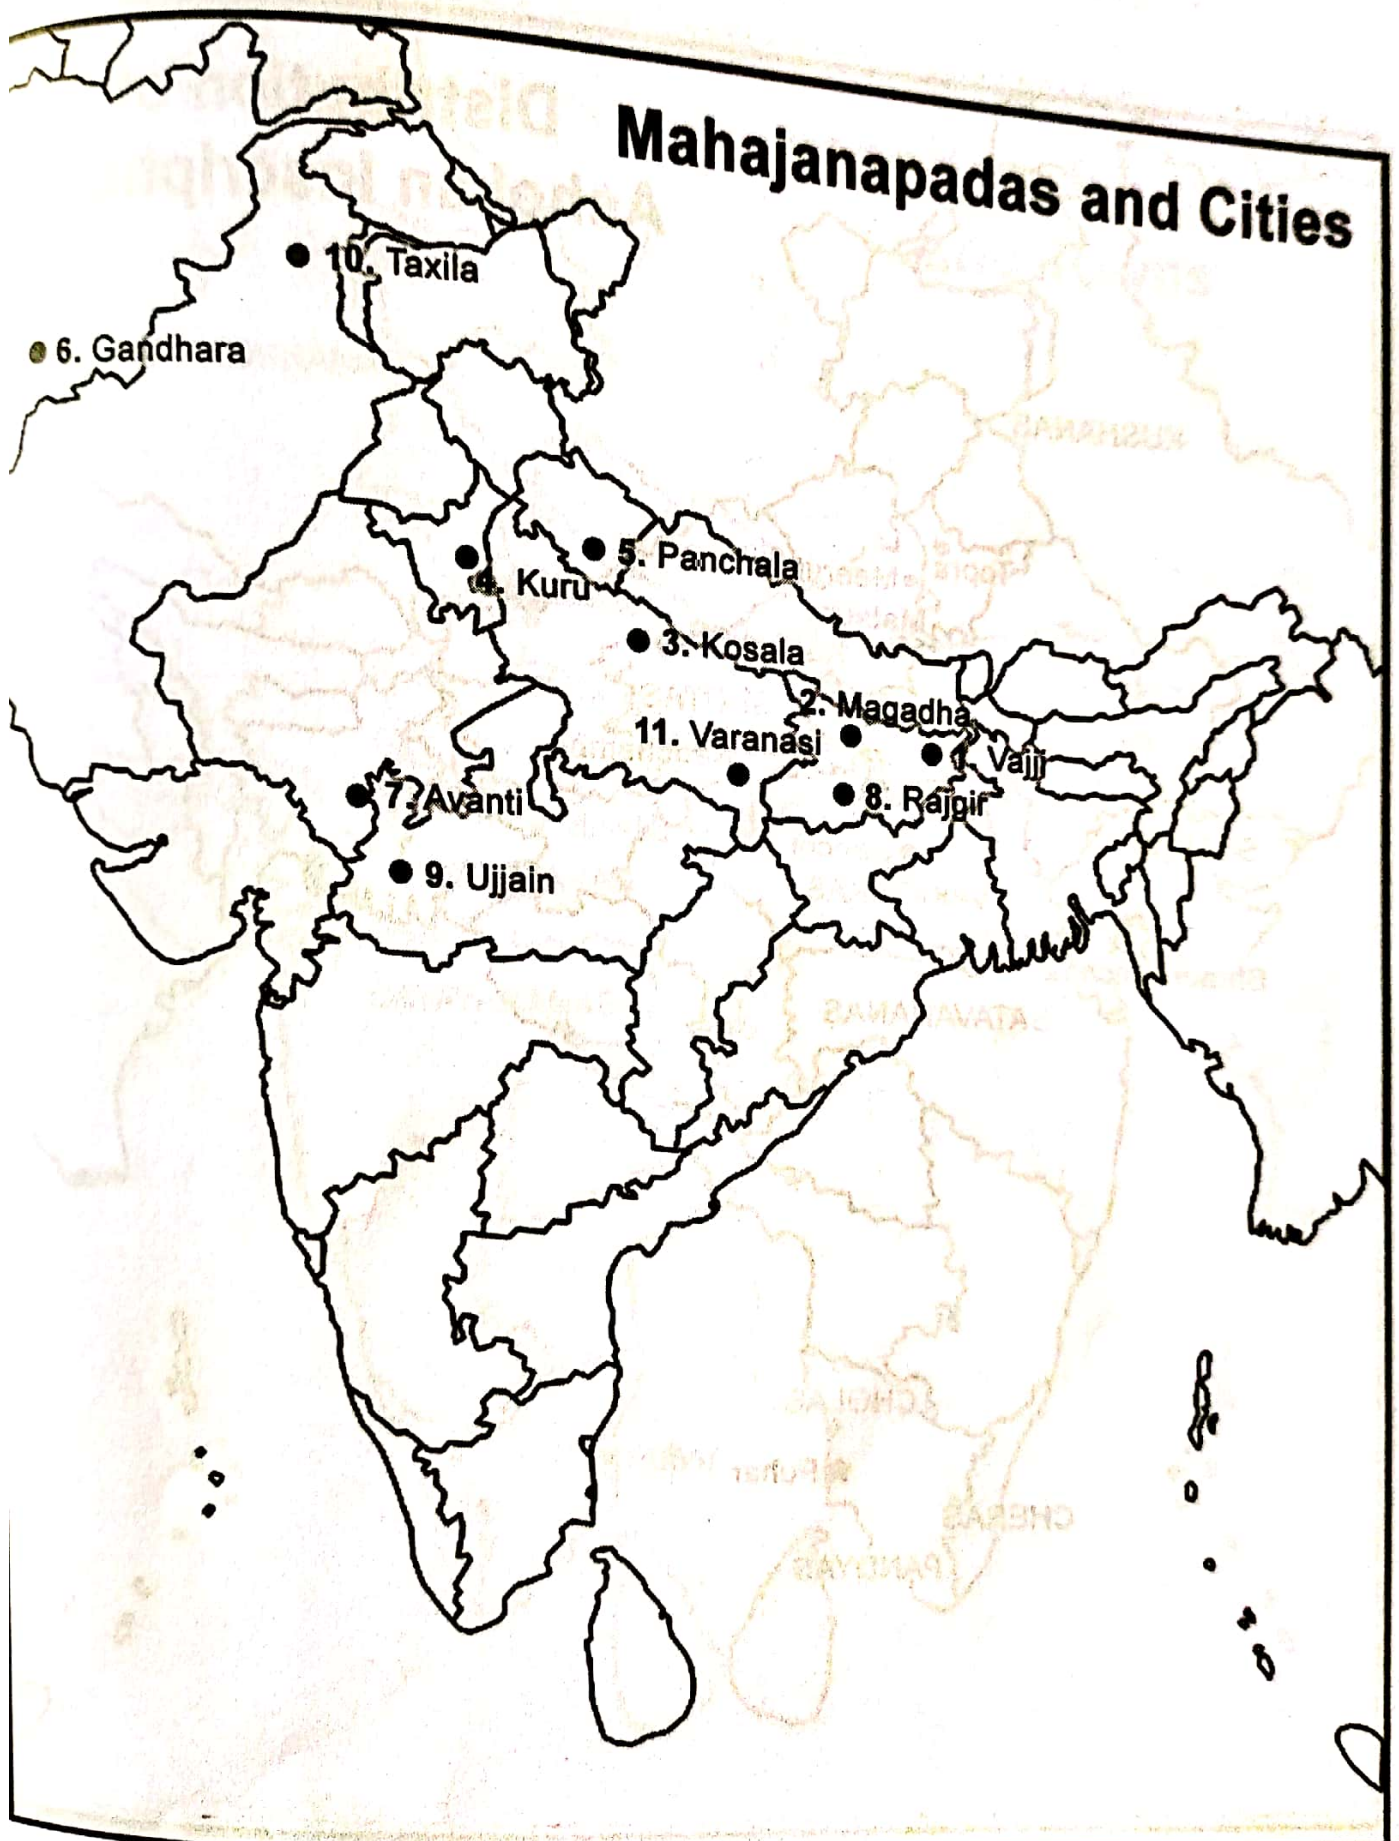 Mahajanapadas and Cities
10. Taxila
6. Gandhara
5. Panchala
4. Kuru
3. Kosala
2. Magadha
11. Varanasi
1. Vajji
7. Avanti
8. Rajgir
9. Ujjain